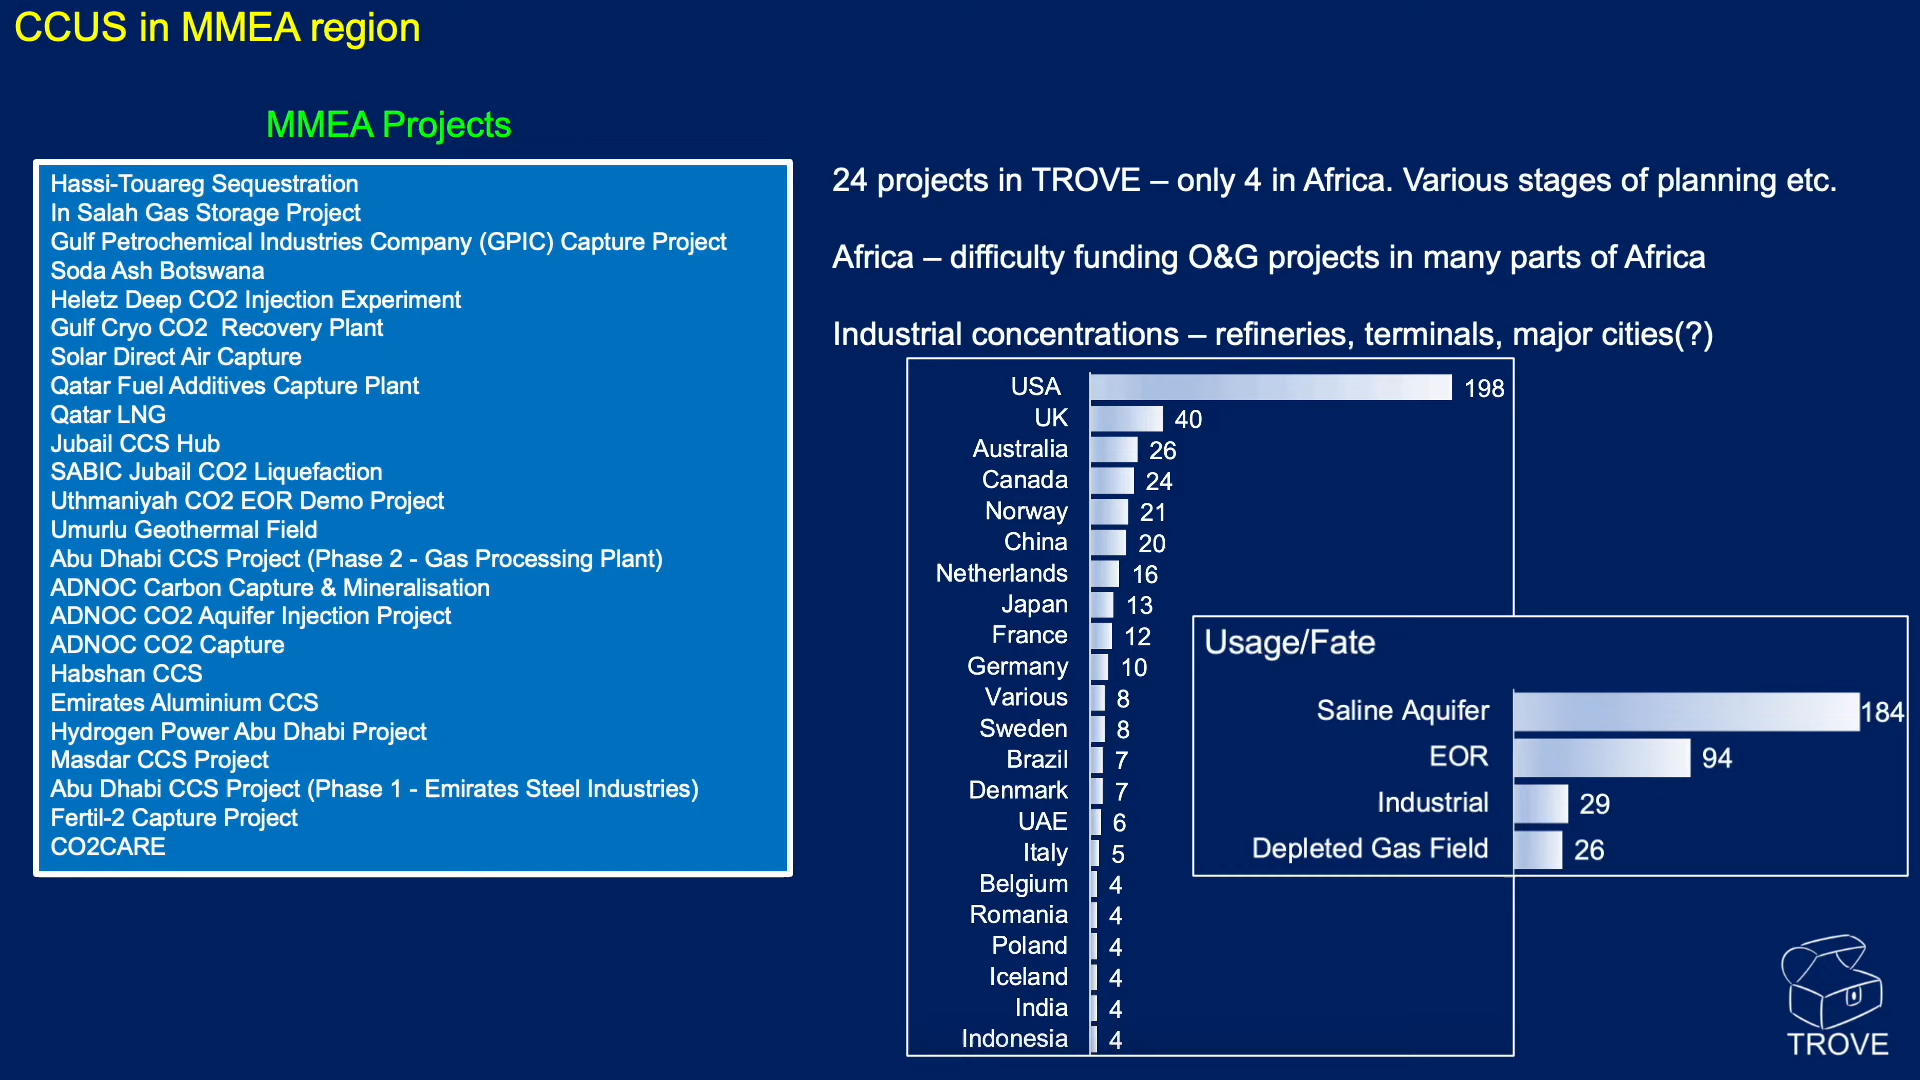 CCUS in MMEA region
MMEA Projects
Hassi-Touareg Sequestration
In Salah Gas Storage Project
Gulf Petrochemical Industries Company (GPIC) Capture Project
Soda Ash Botswana
Heletz Deep CO2 Injection Experiment
Gulf Cryo CO2 Recovery Plant
Solar Direct Air Capture
Qatar Fuel Additives Capture Plant
Qatar LNG
Jubail CCS Hub
SABIC Jubail CO2 Liquefaction
Uthmaniyah CO2 EOR Demo Project
Umurlu Geothermal Field
Abu Dhabi CCS Project (Phase 2 - Gas Processing Plant)
ADNOC Carbon Capture & Mineralisation
ADNOC CO2 Aquifer Injection Project
ADNOC CO2 Capture
Habshan CCS
Emirates Aluminium CCS
Hydrogen Power Abu Dhabi Project
Masdar CCS Project
Abu Dhabi CCS Project (Phase 1 - Emirates Steel Industries)
Fertil-2 Capture Project
CO2CARE
24 projects in TROVE – only 4 in Africa. Various stages of planning etc.
Africa – difficulty funding O&G projects in many parts of Africa
Industrial concentrations – refineries, terminals, major cities(?)
USA 198
UK 40
Australia 26
Canada 24
Norway 21
China 20
Netherlands 16
Japan 13
France 12
Germany 10
Various 8
Sweden 8
Brazil 7
Denmark 7
UAE 6
Italy 5
Belgium 4
Romania 4
Poland 4
Iceland 4
India 4
Indonesia 4
Usage/Fate
Saline Aquifer 184
EOR 94
Industrial 29
Depleted Gas Field 26
TROVE